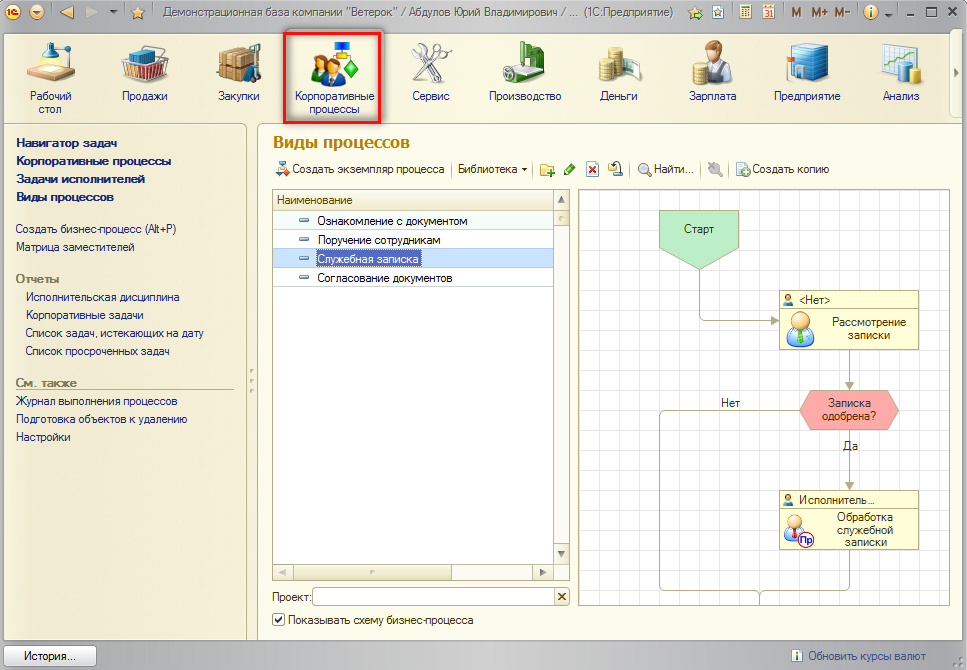 1С
Демонстрационная база компании "Ветерок" / Абдулов Юрий Владимирович / ... (1С:Предприятие)
31
M M+ M-
Рабочий
стол
Продажи
Закупки
Корпоративные
процессы
Сервис
Производство
Деньги
Зарплата
Предприятие
Анализ
Навигатор задач
Корпоративные процессы
Задачи исполнителей
Виды процессов
Создать бизнес-процесс (Alt+P)
Матрица заместителей
Отчеты
Исполнительская дисциплина
Корпоративные задачи
Список задач, истекающих на дату
Список просроченных задач
См. также
Журнал выполнения процессов
Подготовка объектов к удалению
Настройки
Виды процессов
Создать экземпляр процесса
Библиотека
Найти...
Создать копию
Наименование
Ознакомление с документом
Поручение сотрудникам
Служебная записка
Согласование документов
Проект:
Показывать схему бизнес-процесса
Старт
<Нет>
Рассмотрение
записки
Записка
одобрена?
Нет
Да
Исполнитель...
Обработка
служебной
записки
Пр
История...
Обновить курсы валют